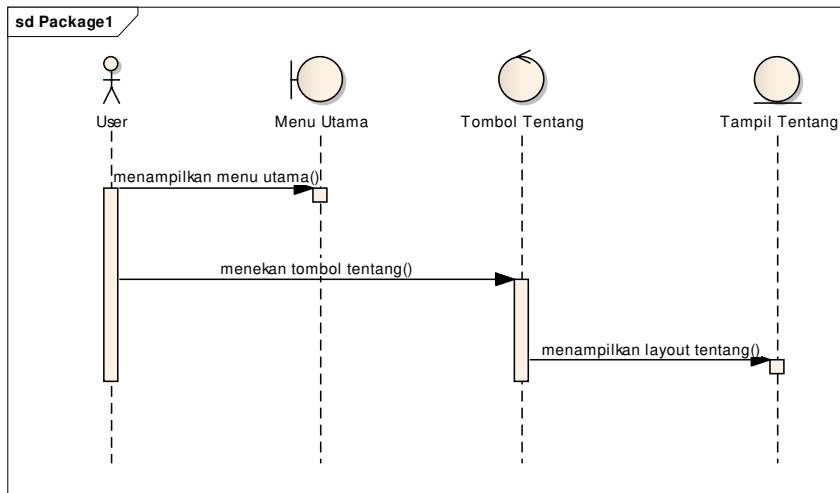 sd Package1
User
Menu Utama
Tombol Tentang
Tampil Tentang
menampilkan menu utama()
menekan tombol tentang()
menampilkan layout tentang()